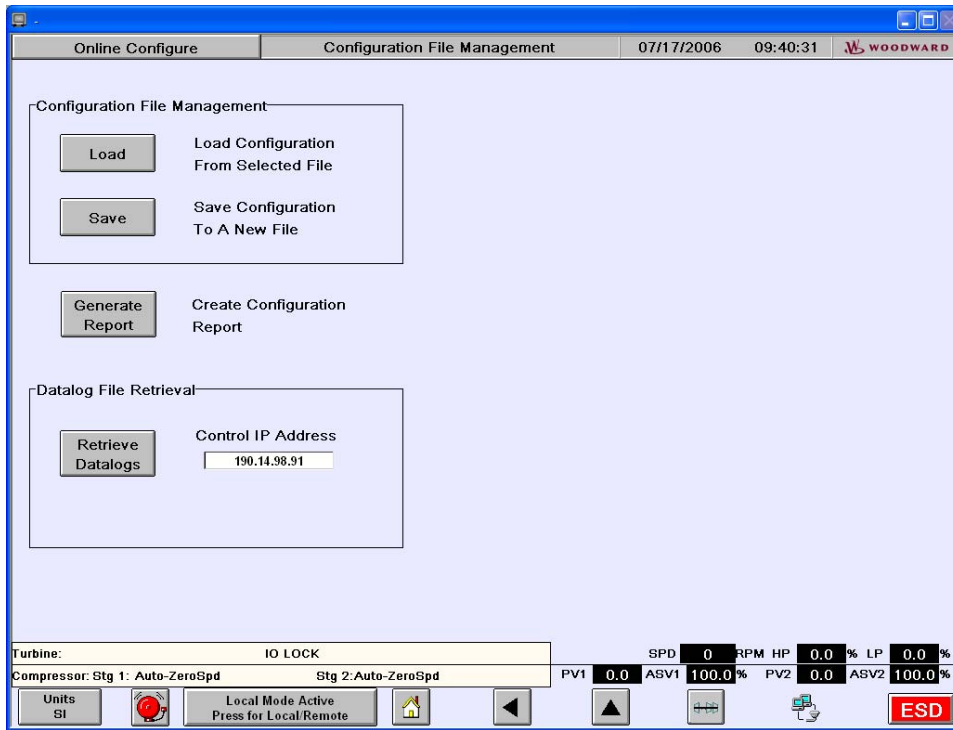 Online Configure Configuration File Management 07/17/2006 09:40:31 WOODWARD
Configuration File Management
Load
Load Configuration
From Selected File
Save
Save Configuration
To A New File
Generate
Report
Create Configuration
Report
Datalog File Retrieval
Retrieve
Datalogs
Control IP Address
190.14.98.91
Turbine: IO LOCK SPD 0 RPM HP 0.0 % LP 0.0 %
Compressor: Stg 1: Auto-ZeroSpd Stg 2:Auto-ZeroSpd PV1 0.0 ASV1 100.0 % PV2 0.0 ASV2 100.0 %
Units
SI
Local Mode Active
Press for Local/Remote
ESD